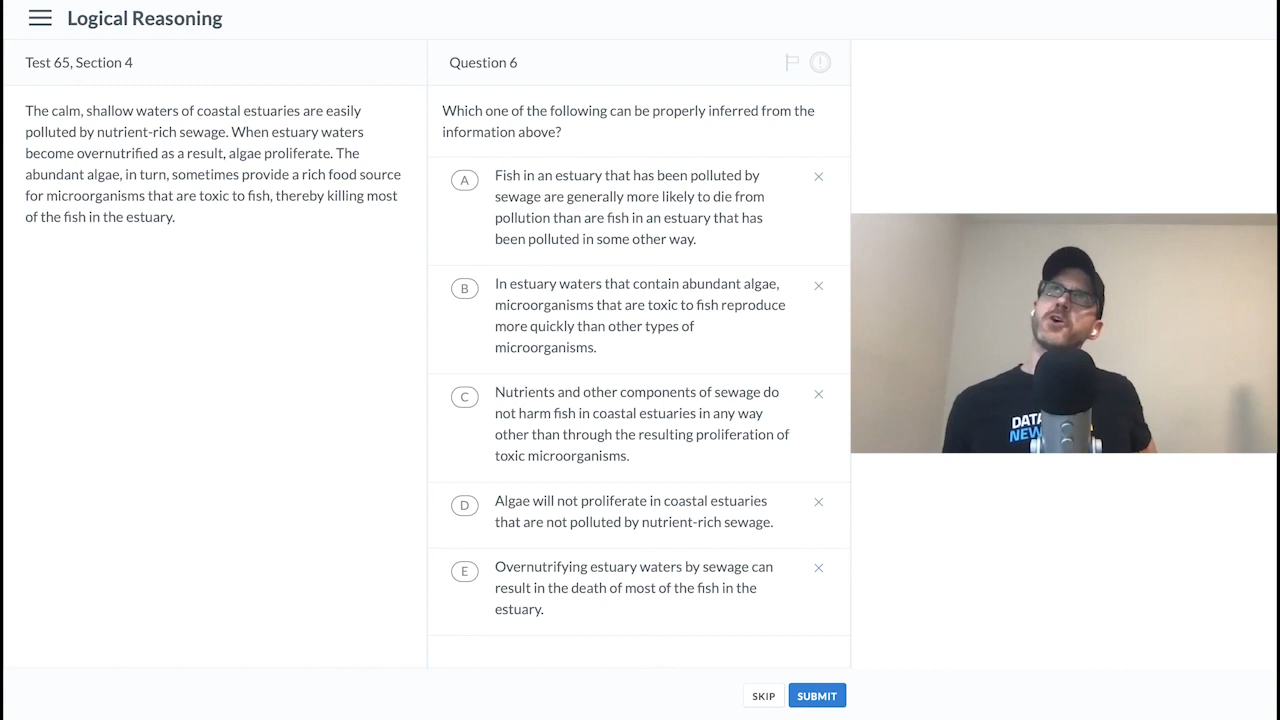 Logical Reasoning
Test 65, Section 4
Question 6
The calm, shallow waters of coastal estuaries are easily
polluted by nutrient-rich sewage. When estuary waters
become overnutrified as a result, algae proliferate. The
abundant algae, in turn, sometimes provide a rich food source
for microorganisms that are toxic to fish, thereby killing most
of the fish in the estuary.
Which one of the following can be properly inferred from the
information above?
A
Fish in an estuary that has been polluted by
sewage are generally more likely to die from
pollution than are fish in an estuary that has
been polluted in some other way.
B
In estuary waters that contain abundant algae,
microorganisms that are toxic to fish reproduce
more quickly than other types of
microorganisms.
C
Nutrients and other components of sewage do
not harm fish in coastal estuaries in any way
other than through the resulting proliferation of
toxic microorganisms.
D
Algae will not proliferate in coastal estuaries
that are not polluted by nutrient-rich sewage.
E
Overnutrifying estuary waters by sewage can
result in the death of most of the fish in the
estuary.
SKIP
SUBMIT
DATA
NEW